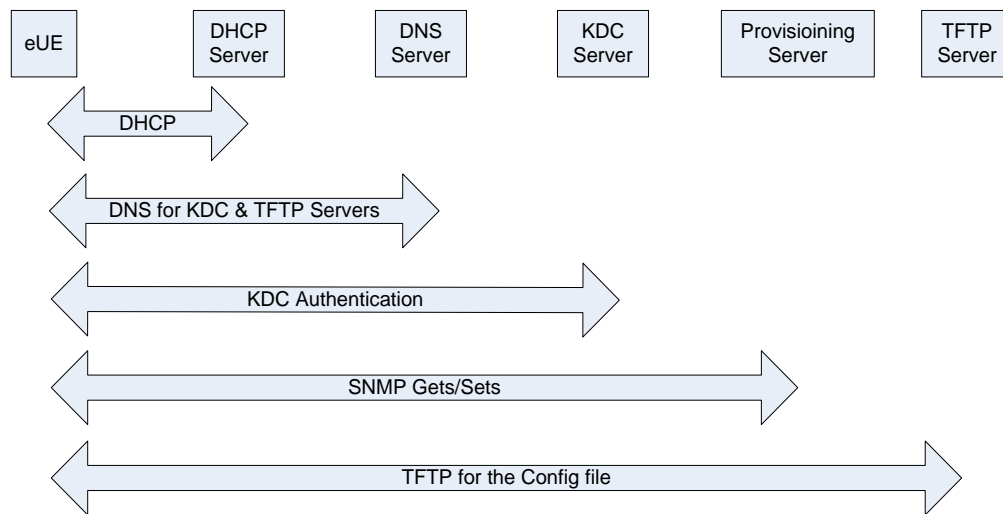 eUE
DHCP
Server
DNS
Server
KDC
Server
Provisioining
Server
TFTP
Server
DHCP
DNS for KDC & TFTP Servers
KDC Authentication
SNMP Gets/Sets
TFTP for the Config file